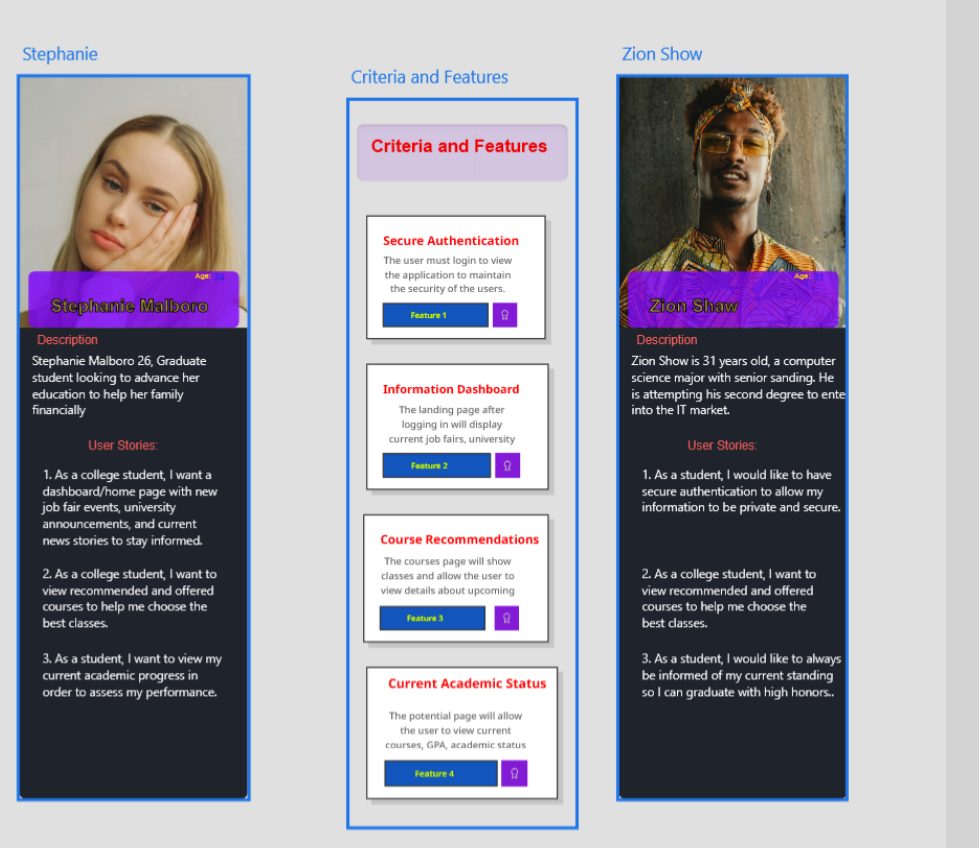 Stephanie
Age:
Stephanie Malboro
Description
Stephanie Malboro 26, Graduate
student looking to advance her
education to help her family
financially
User Stories:
1. As a college student, I want a
dashboard/home page with new
job fair events, university
announcements, and current
news stories to stay informed.
2. As a college student, I want to
view recommended and offered
courses to help me choose the
best classes.
3. As a student, I want to view my
current academic progress in
order to assess my performance.
Criteria and Features
Criteria and Features
Secure Authentication
The user must login to view
the application to maintain
the security of the users.
Feature 1
Information Dashboard
The landing page after
logging in will display
current job fairs, university
Feature 2
Course Recommendations
The courses page will show
classes and allow the user to
view details about upcoming
Feature 3
Current Academic Status
The potential page will allow
the user to view current
courses, GPA, academic status
Feature 4
Zion Show
Age:
Zion Shaw
Description
Zion Show is 31 years old, a computer
science major with senior sanding. He
is attempting his second degree to ente
into the IT market.
User Stories:
1. As a student, I would like to have
secure authentication to allow my
information to be private and secure.
2. As a college student, I want to
view recommended and offered
courses to help me choose the
best classes.
3. As a student, I would like to always
be informed of my current standing
so I can graduate with high honors..